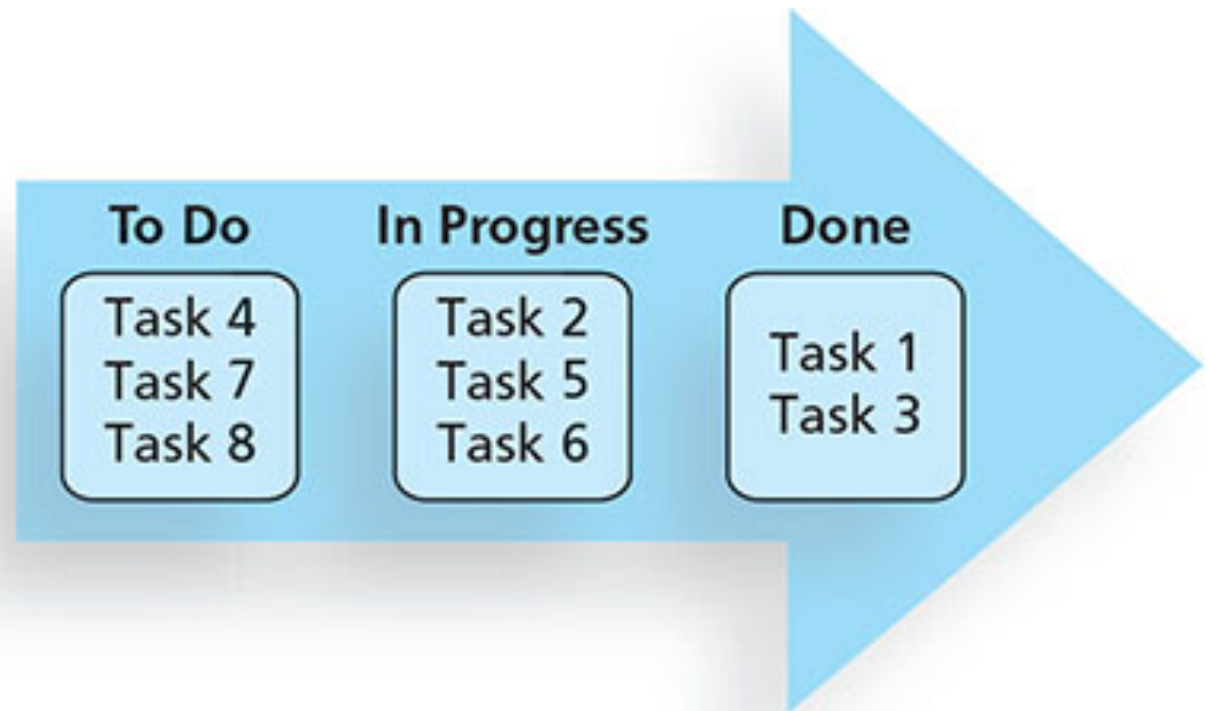 To Do
Task 4
Task 7
Task 8
In Progress
Task 2
Task 5
Task 6
Done
Task 1
Task 3